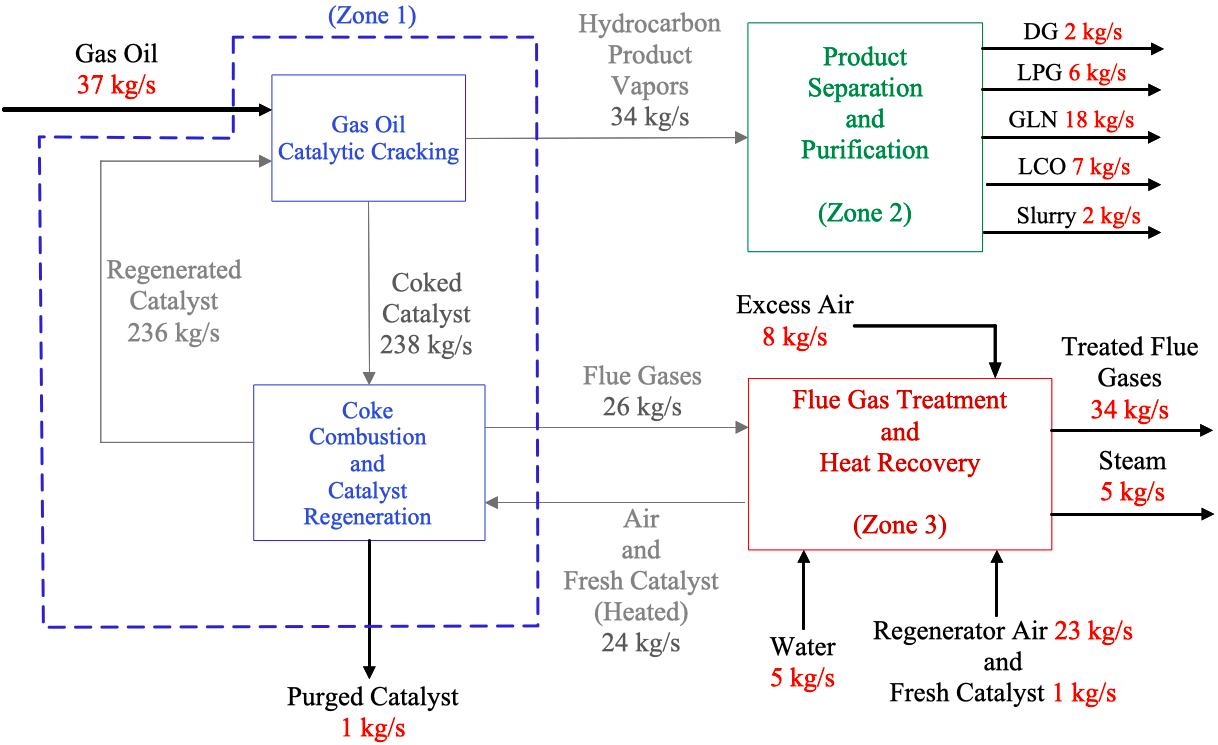 (Zone 1)
Gas Oil
37 kg/s
Gas Oil
Catalytic Cracking
Hydrocarbon
Product
Vapors
34 kg/s
Product
Separation
and
Purification
(Zone 2)
DG 2 kg/s
LPG 6 kg/s
GLN 18 kg/s
LCO 7 kg/s
Slurry 2 kg/s
Regenerated
Catalyst
236 kg/s
Coked
Catalyst
238 kg/s
Coke
Combustion
and
Catalyst
Regeneration
Flue Gases
26 kg/s
Air
and
Fresh Catalyst
(Heated)
24 kg/s
Excess Air
8 kg/s
Flue Gas Treatment
and
Heat Recovery
(Zone 3)
Treated Flue
Gases
34 kg/s
Steam
5 kg/s
Water
5 kg/s
Regenerator Air 23 kg/s
and
Fresh Catalyst 1 kg/s
Purged Catalyst
1 kg/s